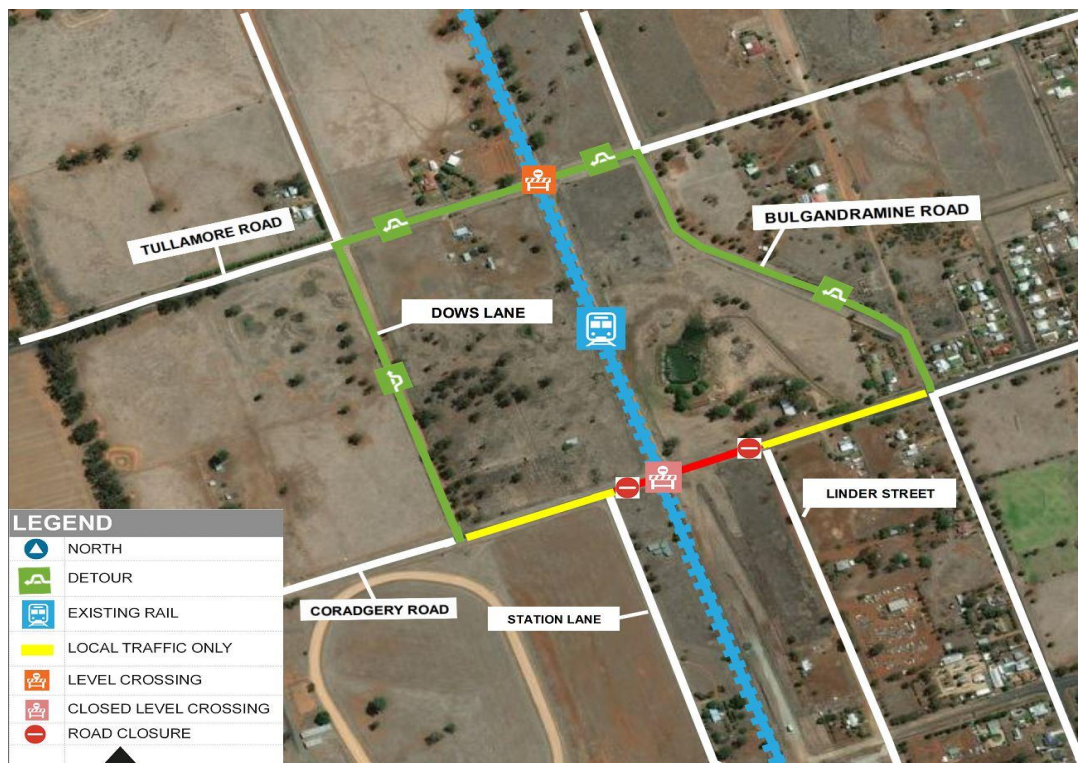 TULLAMORE ROAD
BULGANDRAMINE ROAD
DOWS LANE
LINDER STREET
CORADGERY ROAD
STATION LANE
LEGEND
NORTH
DETOUR
EXISTING RAIL
LOCAL TRAFFIC ONLY
LEVEL CROSSING
CLOSED LEVEL CROSSING
ROAD CLOSURE